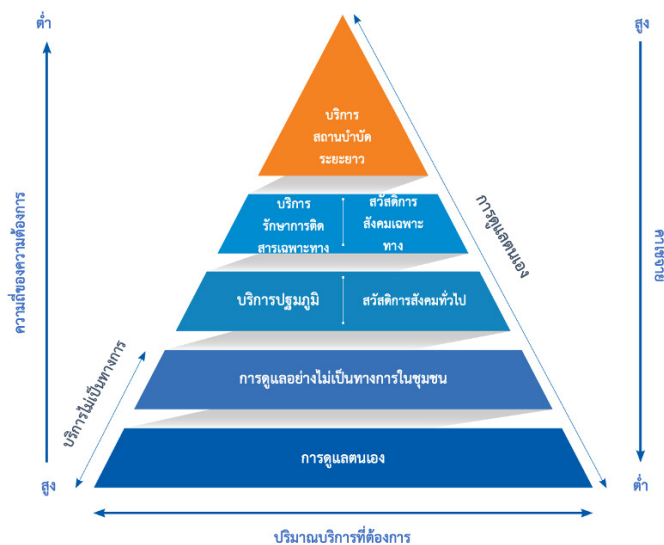 ต่ำ
สูง
บริการ
สถานบำบัด
ระยะยาว
บริการ
รักษาการติด
สารเฉพาะทาง
สวัสดิการ
สังคมเฉพาะ
ทาง
การดูแลตนเอง
ความถี่ของความต้องการ
ค่าใช้จ่าย
บริการปฐมภูมิ
สวัสดิการสังคมทั่วไป
บริการไม่เป็นทางการ
การดูแลอย่างไม่เป็นทางการในชุมชน
การดูแลตนเอง
สูง
ต่ำ
ปริมาณบริการที่ต้องการ